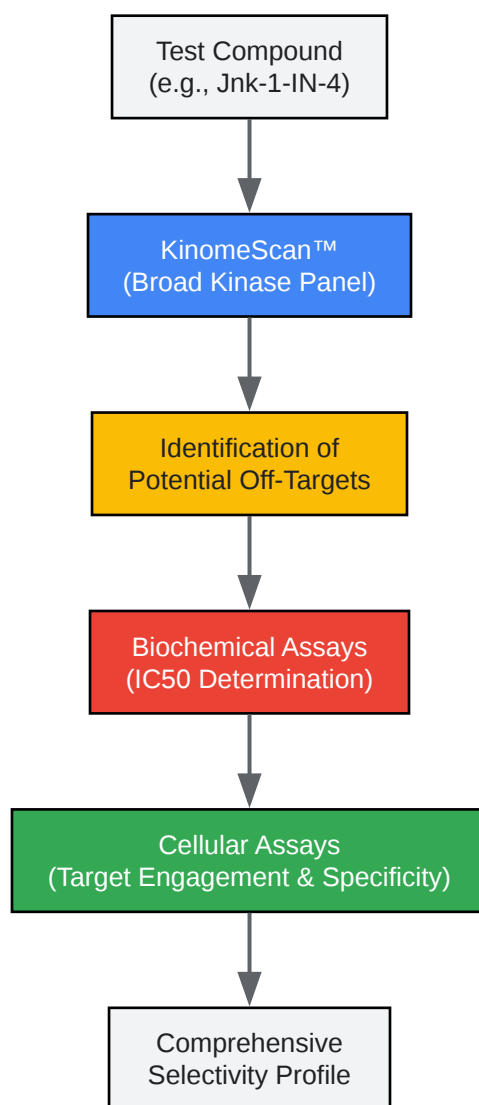 Test Compound
(e.g., Jnk-1-IN-4)
KinomeScan™
(Broad Kinase Panel)
Identification of
Potential Off-Targets
Biochemical Assays
(IC50 Determination)
Cellular Assays
(Target Engagement & Specificity)
Comprehensive
Selectivity Profile